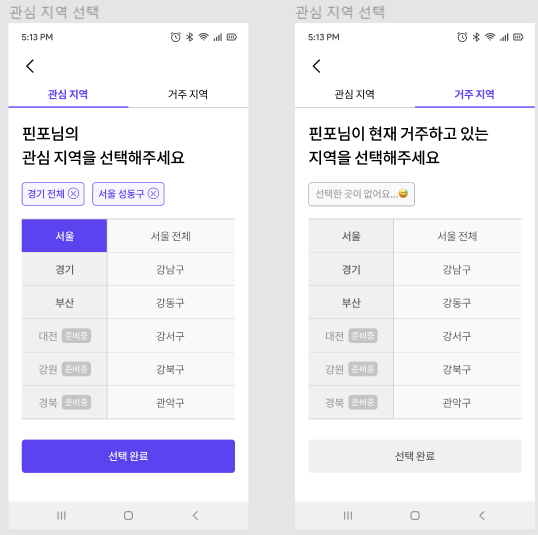 관심 지역 선택
5:13 PM
관심 지역
거주 지역
핀포님의
관심 지역을 선택해주세요
경기 전체
서울 성동구
서울
서울 전체
경기
강남구
부산
강동구
대전 준비중
강서구
강원 준비중
강북구
경북 준비중
관악구
선택 완료
관심 지역 선택
5:13 PM
관심 지역
거주 지역
핀포님이 현재 거주하고 있는
지역을 선택해주세요
선택한 곳이 없어요...😅
서울
서울 전체
경기
강남구
부산
강동구
대전 준비중
강서구
강원 준비중
강북구
경북 준비중
관악구
선택 완료